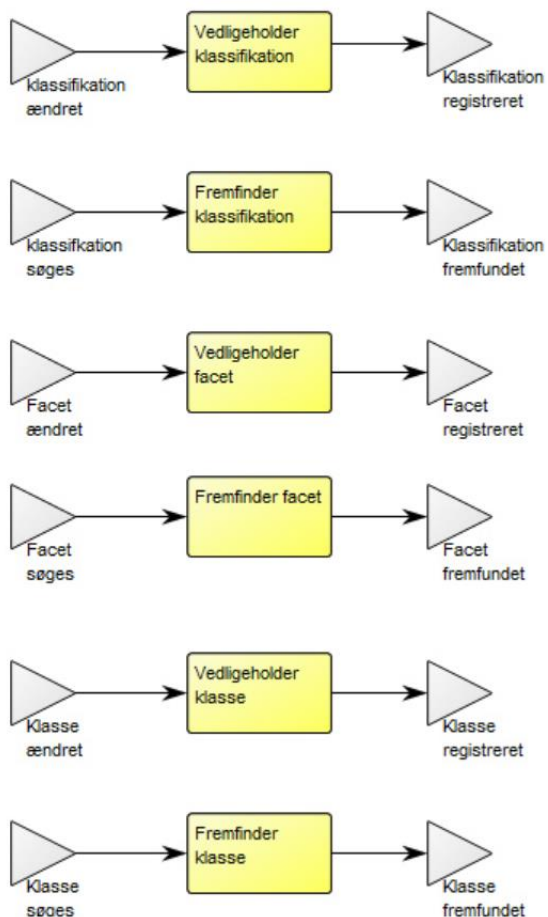 Vedligeholder
klassifikation
klassifikation
ændret
Klassifikation
registreret
Fremfinder
klassifikation
klassifkation
søges
Klassifikation
fremfundet
Vedligeholder
facet
Facet
ændret
Facet
registreret
Fremfinder facet
Facet
søges
Facet
fremfundet
Vedligeholder
klasse
Klasse
ændret
Klasse
registreret
Fremfinder
klasse
Klasse
søges
Klasse
fremfundet